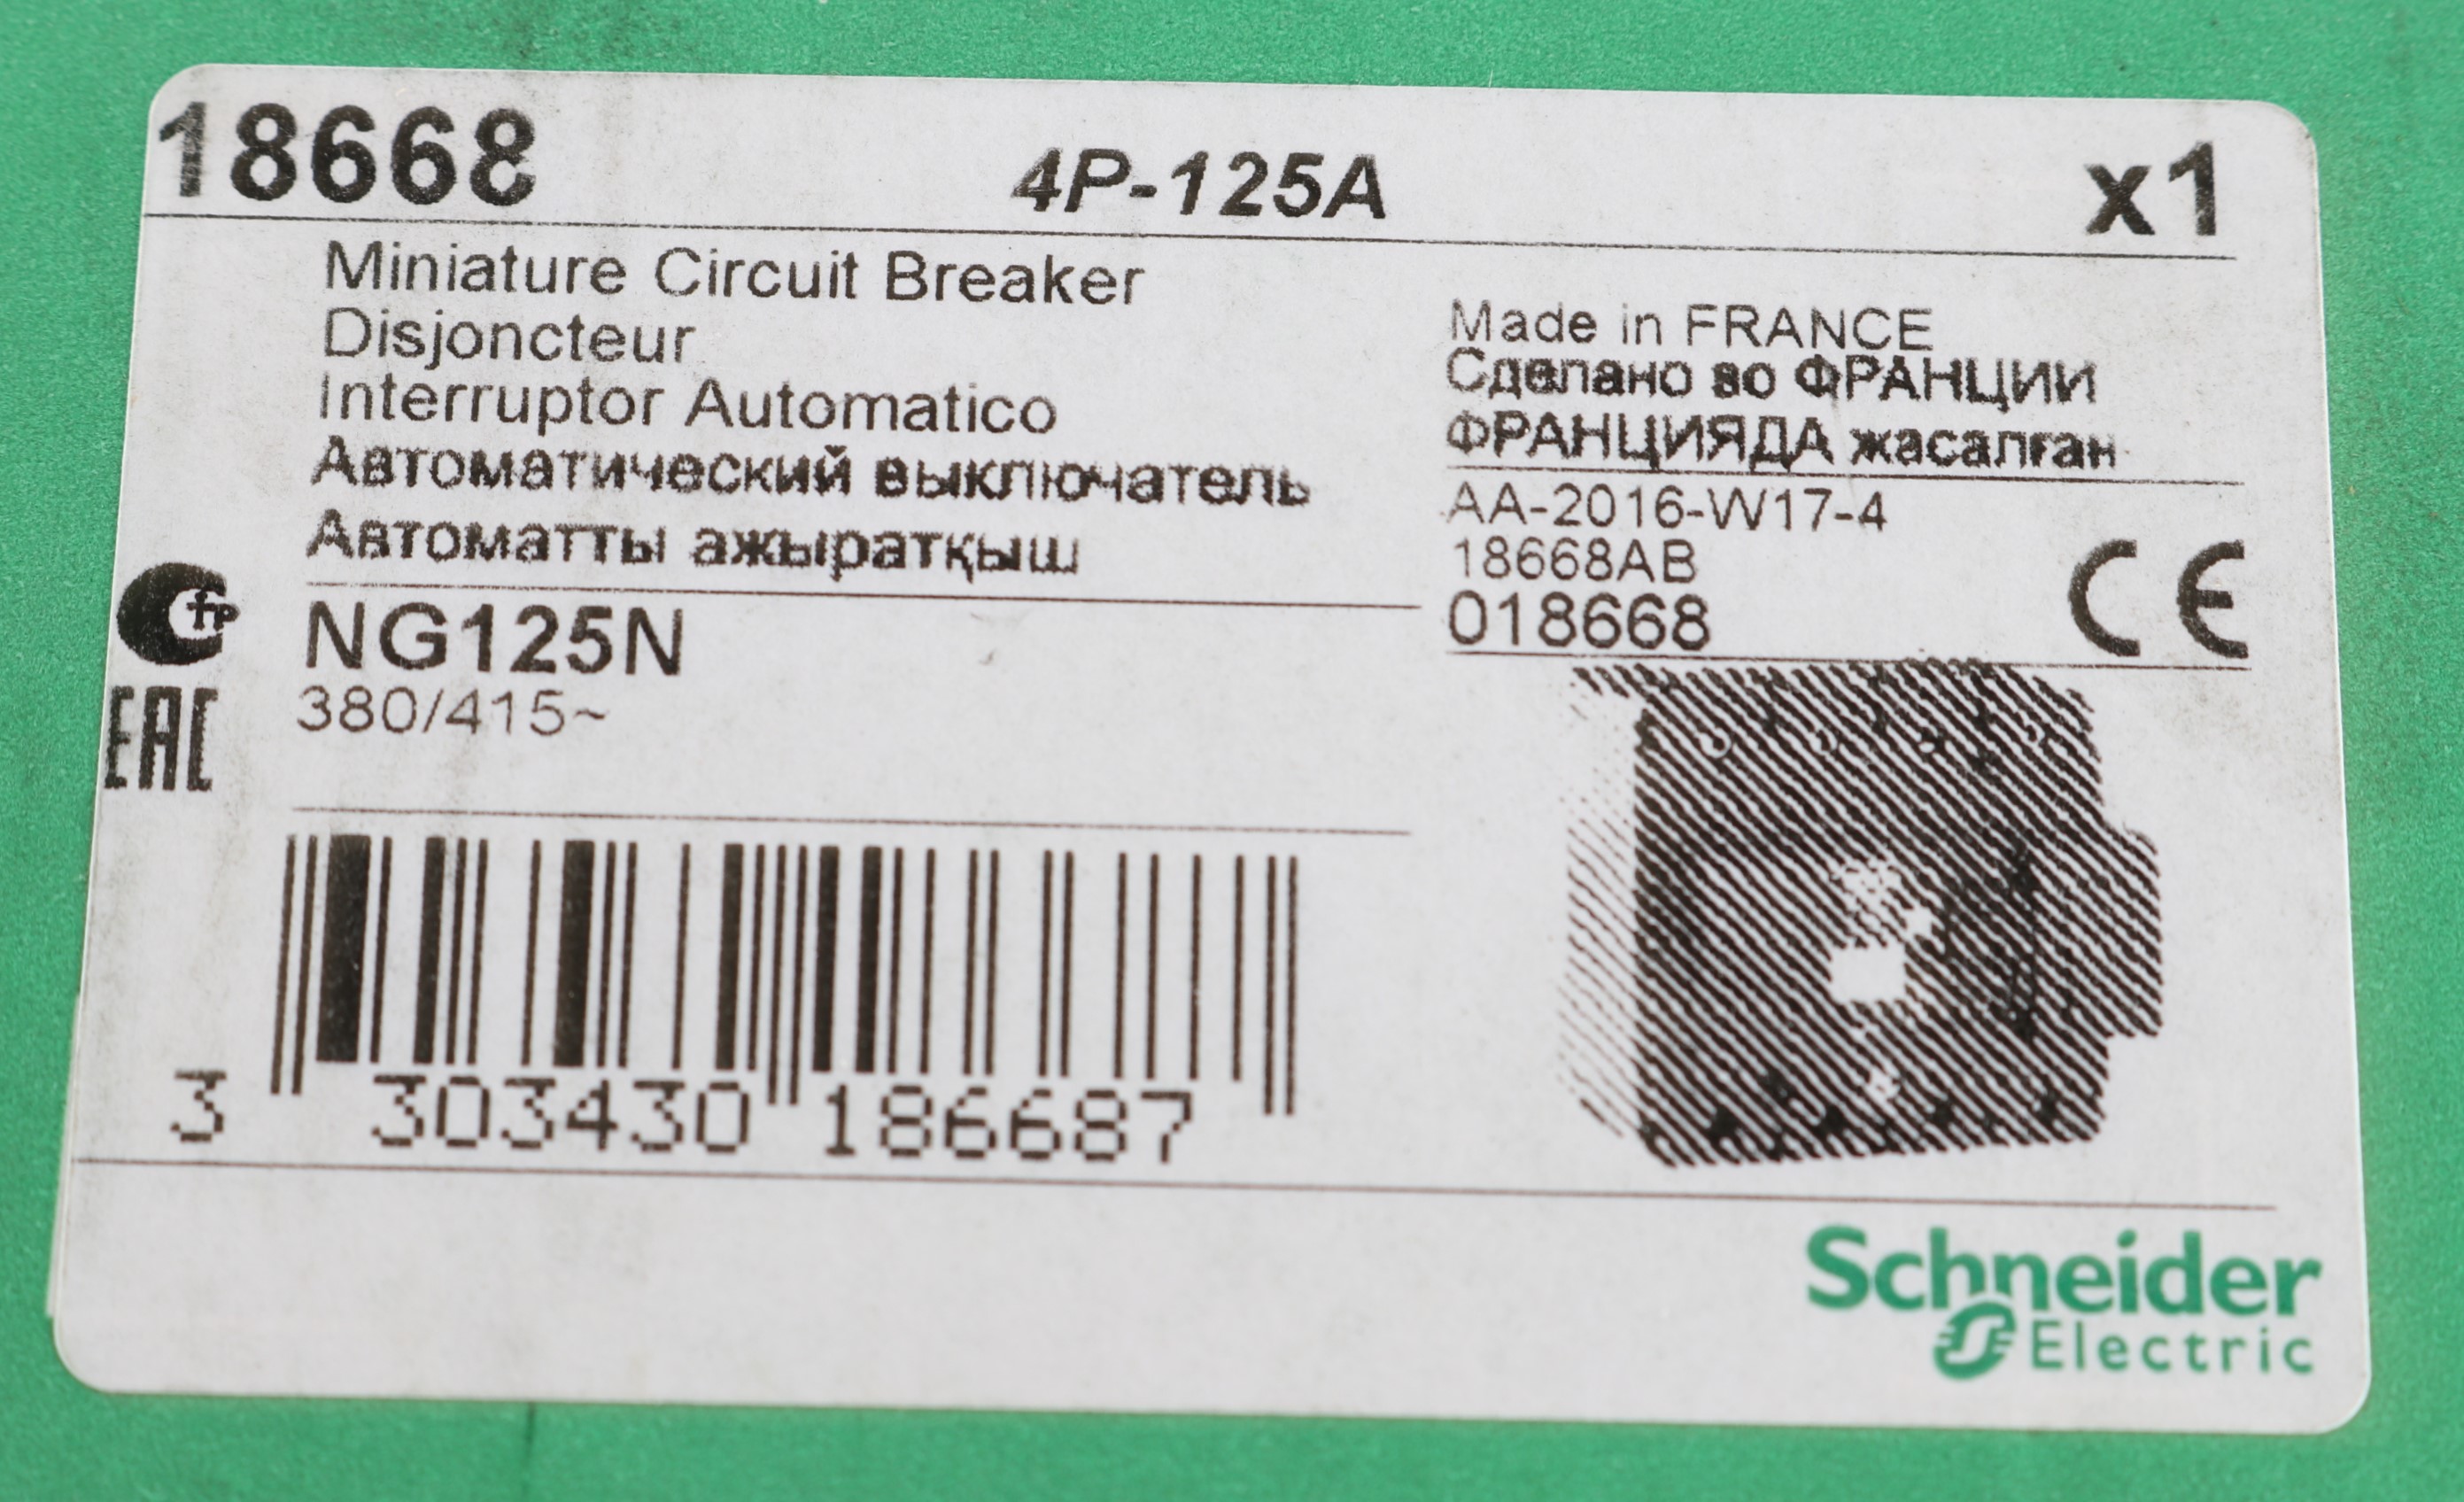 18668 4P-125A x1
Miniature Circuit Breaker
Disjoncteur
Interruptor Automatico
Автоматический выключатель
Автоматты ажыратқыш
Made in FRANCE
Сделано во ФРАНЦИИ
ФРАНЦИЯДА жасалған
AA-2016-W17-4
18668AB
018668
CE
EAC
NG125N
380/415~
3 303430 186687
Schneider
Electric